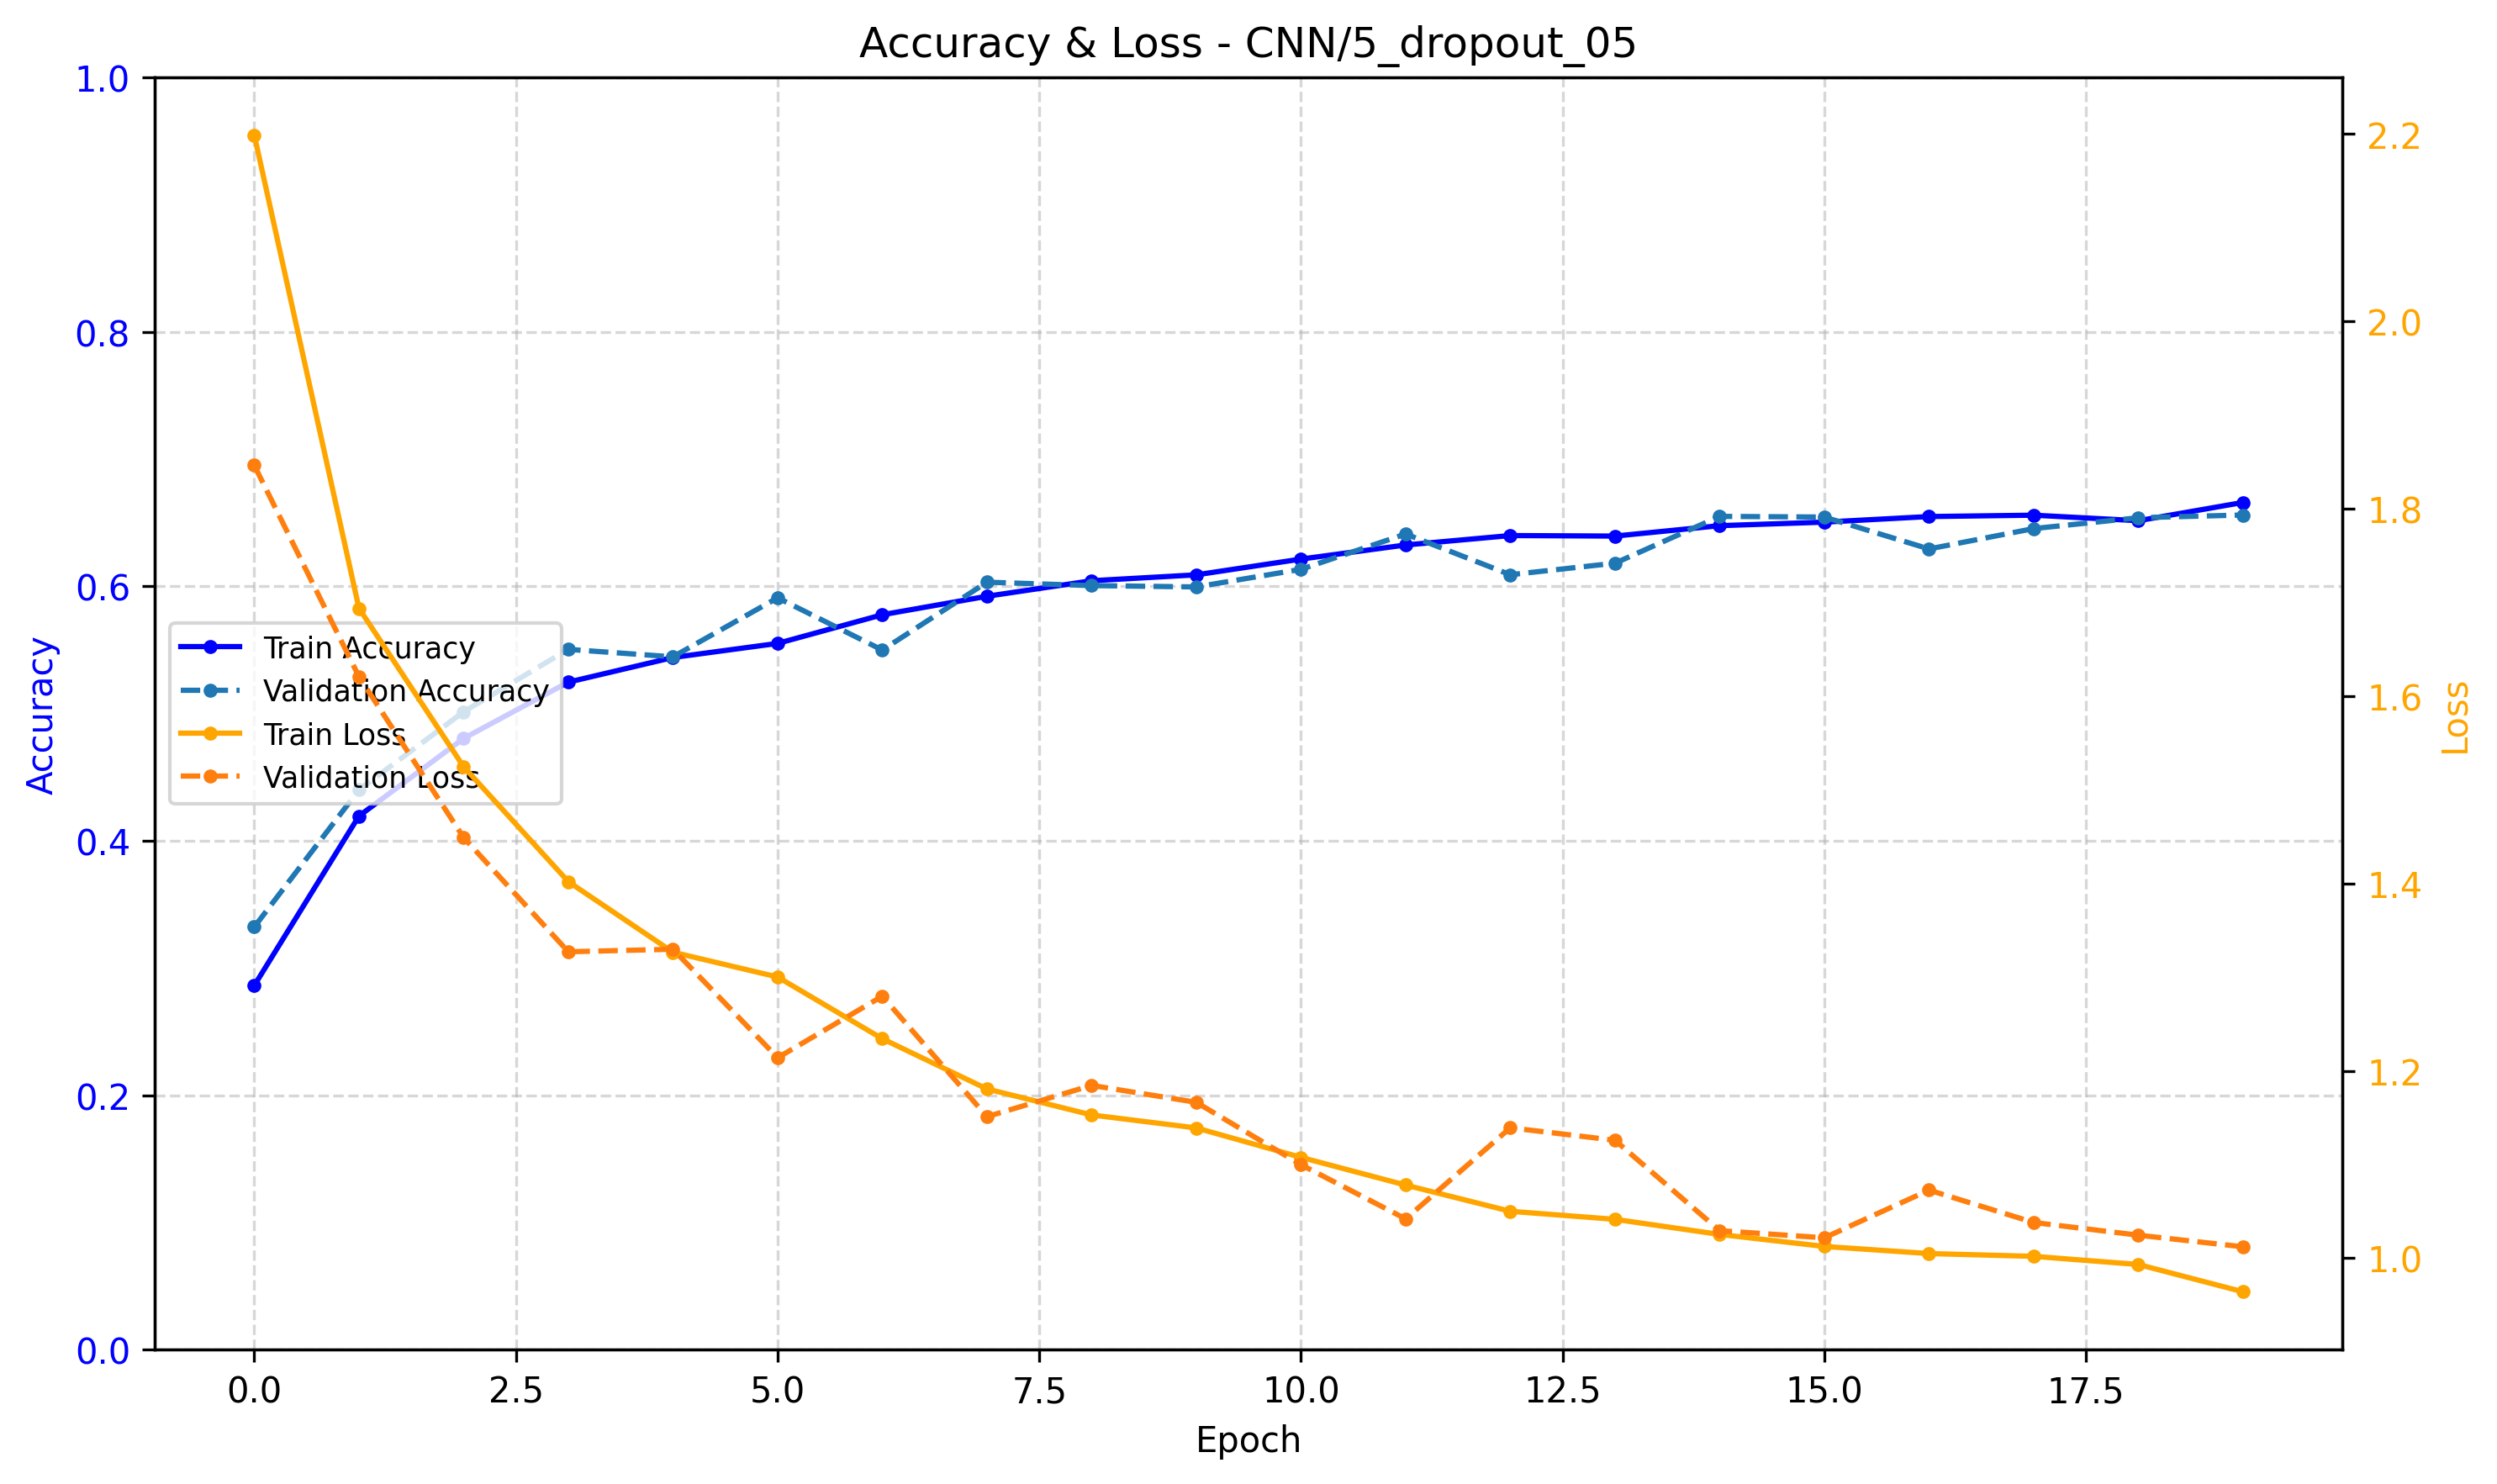 Accuracy & Loss - CNN/5_dropout_05
1.0
0.8
0.6
0.4
0.2
0.0
Accuracy
2.2
2.0
1.8
1.6
1.4
1.2
1.0
Loss
Train Accuracy
Validation Accuracy
Train Loss
Validation Loss
0.0 2.5 5.0 7.5 10.0 12.5 15.0 17.5
Epoch